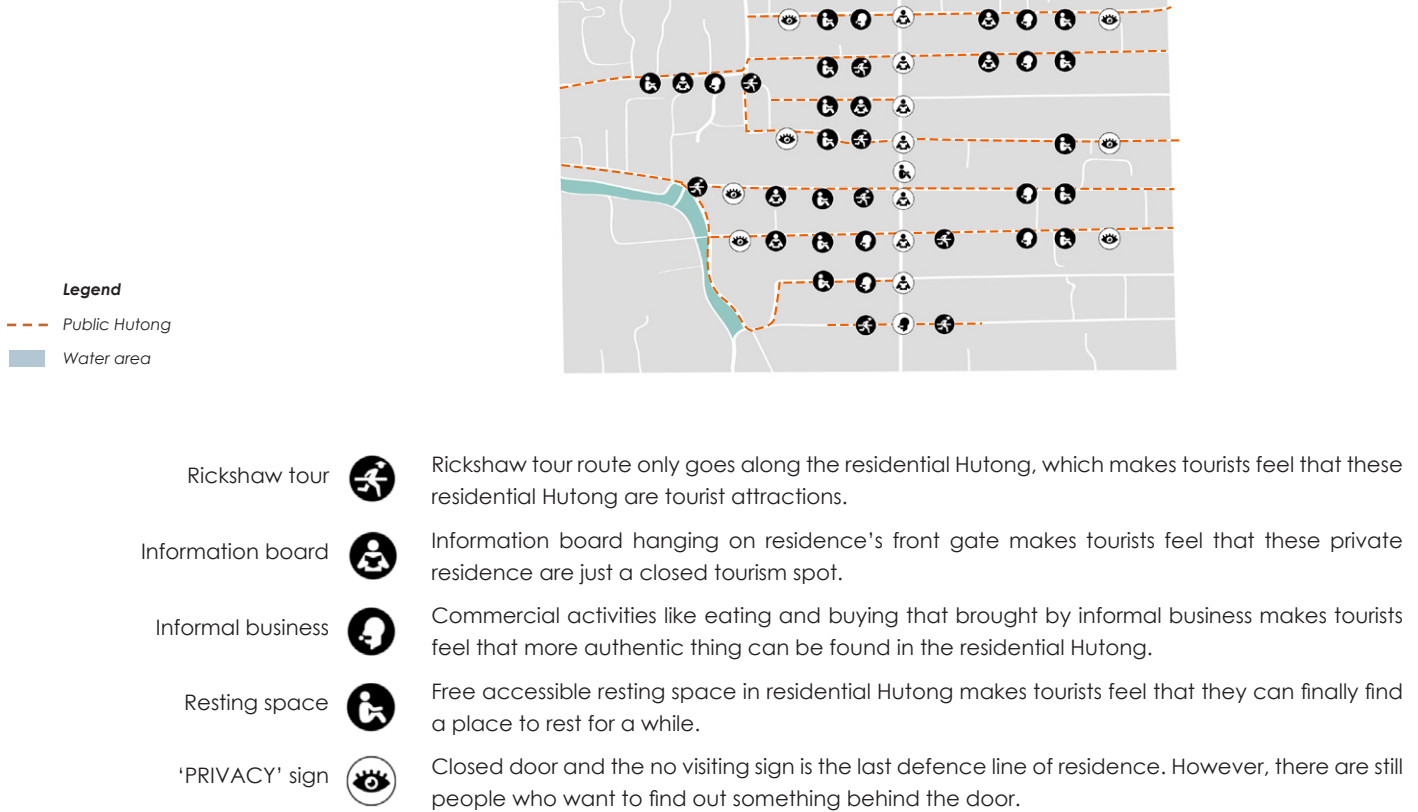 Legend
Public Hutong
Water area
Rickshaw tour
Rickshaw tour route only goes along the residential Hutong, which makes tourists feel that these
residential Hutong are tourist attractions.
Information board
Information board hanging on residence's front gate makes tourists feel that these private
residence are just a closed tourism spot.
Informal business
Commercial activities like eating and buying that brought by informal business makes tourists
feel that more authentic thing can be found in the residential Hutong.
Resting space
Free accessible resting space in residential Hutong makes tourists feel that they can finally find
a place to rest for a while.
'PRIVACY' sign
Closed door and the no visiting sign is the last defence line of residence. However, there are still
people who want to find out something behind the door.